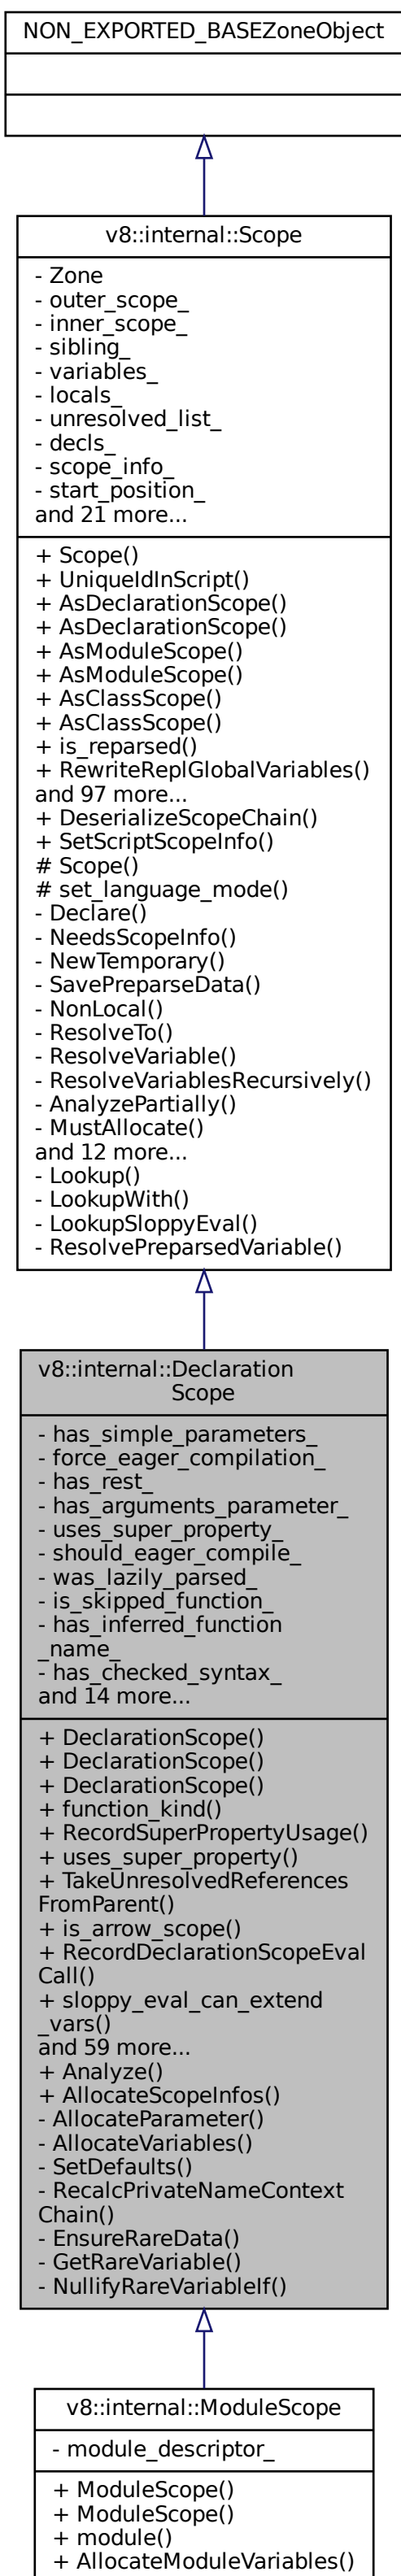 NON_EXPORTED_BASEZoneObject
v8::internal::Scope
- Zone
- outer_scope_
- inner_scope_
- sibling_
- variables_
- locals_
- unresolved_list_
- decls_
- scope_info_
- start_position_
and 21 more...
+ Scope()
+ UniqueIdInScript()
+ AsDeclarationScope()
+ AsDeclarationScope()
+ AsModuleScope()
+ AsModuleScope()
+ AsClassScope()
+ AsClassScope()
+ is_reparsed()
+ RewriteReplGlobalVariables()
and 97 more...
+ DeserializeScopeChain()
+ SetScriptScopeInfo()
# Scope()
# set_language_mode()
- Declare()
- NeedsScopeInfo()
- NewTemporary()
- SavePreparseData()
- NonLocal()
- ResolveTo()
- ResolveVariable()
- ResolveVariablesRecursively()
- AnalyzePartially()
- MustAllocate()
and 12 more...
- Lookup()
- LookupWith()
- LookupSloppyEval()
- ResolvePreparsedVariable()
v8::internal::Declaration
Scope
- has_simple_parameters_
- force_eager_compilation_
- has_rest_
- has_arguments_parameter_
- uses_super_property_
- should_eager_compile_
- was_lazily_parsed_
- is_skipped_function_
- has_inferred_function
_name_
- has_checked_syntax_
and 14 more...
+ DeclarationScope()
+ DeclarationScope()
+ DeclarationScope()
+ function_kind()
+ RecordSuperPropertyUsage()
+ uses_super_property()
+ TakeUnresolvedReferences
FromParent()
+ is_arrow_scope()
+ RecordDeclarationScopeEval
Call()
+ sloppy_eval_can_extend
_vars()
and 59 more...
+ Analyze()
+ AllocateScopeInfos()
- AllocateParameter()
- AllocateVariables()
- SetDefaults()
- RecalcPrivateNameContext
Chain()
- EnsureRareData()
- GetRareVariable()
- NullifyRareVariableIf()
v8::internal::ModuleScope
- module_descriptor_
+ ModuleScope()
+ ModuleScope()
+ module()
+ AllocateModuleVariables()